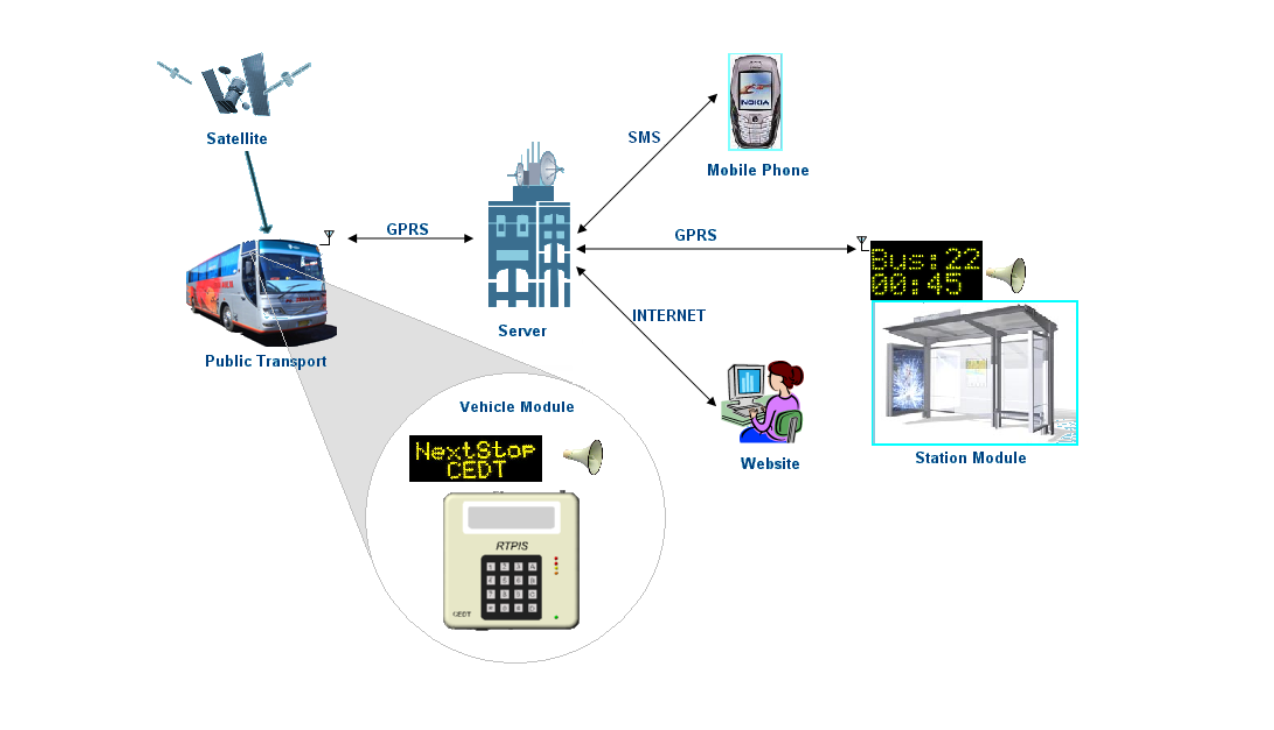 Satellite
SMS
NOKIA
Mobile Phone
GPRS
GPRS
Bus:22
00:45
Public Transport
Server
INTERNET
Vehicle Module
NextStop
CEDT
Website
Station Module
RTPIS
CEDT